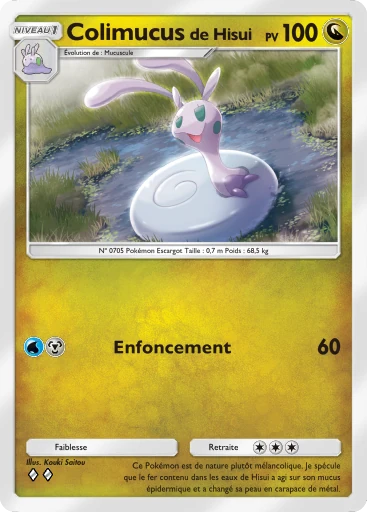 NIVEAU 1
Colimucus de Hisui PV 100
Évolution de : Mucuscule
N° 0705 Pokémon Escargot Taille : 0,7 m Poids : 68,5 kg
Enfoncement 60
Faiblesse Retraite
Illus. Kouki Saitou
Ce Pokémon est de nature plutôt mélancolique. Je spécule
que le fer contenu dans les eaux de Hisui a agi sur son mucus
épidermique et a changé sa peau en carapace de métal.